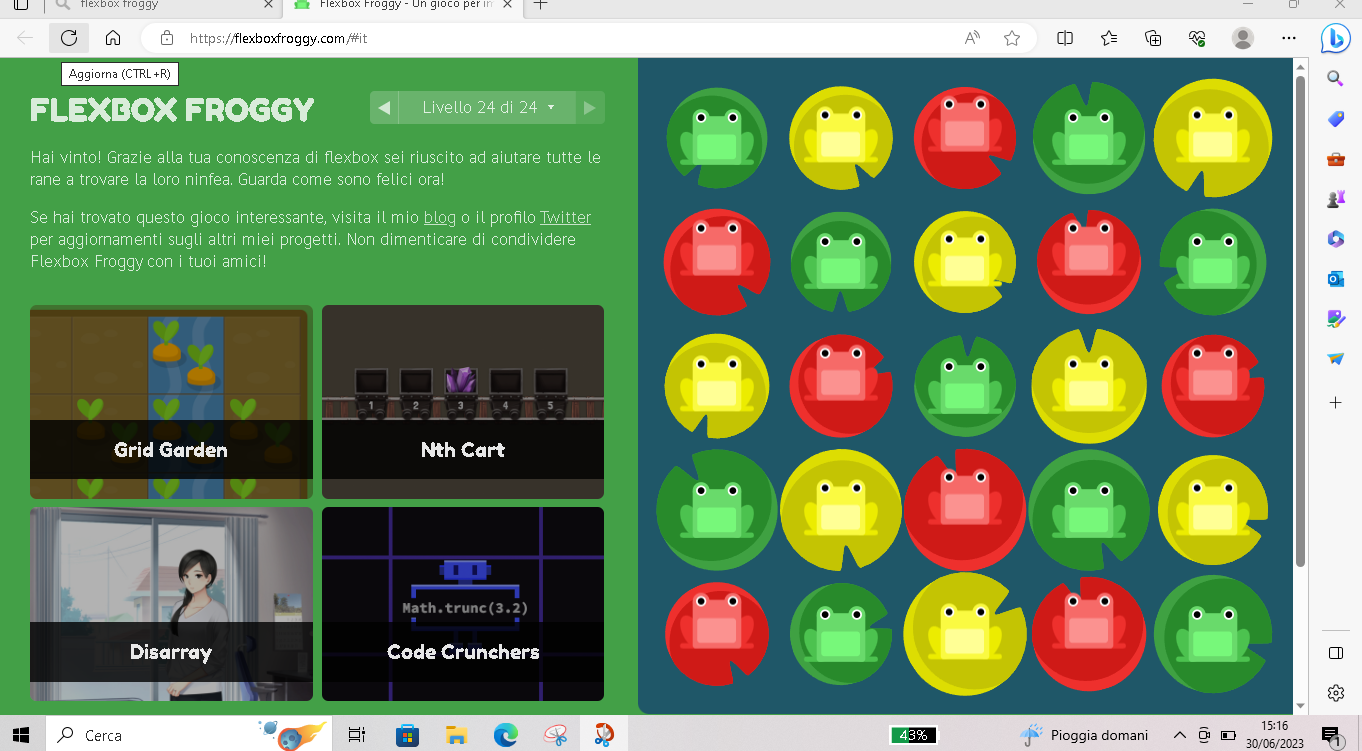 flexbox froggy
Flexbox Froggy - Un gioco per im
https://flexboxfroggy.com/#it
Aggiorna (CTRL+R)
FLEXBOX FROGGY
Livello 24 di 24
Hai vinto! Grazie alla tua conoscenza di flexbox sei riuscito ad aiutare tutte le
rane a trovare la loro ninfea. Guarda come sono felici ora!
Se hai trovato questo gioco interessante, visita il mio blog o il profilo Twitter
per aggiornamenti sugli altri miei progetti. Non dimenticare di condividere
Flexbox Froggy con i tuoi amici!
1 2 3 4 5
Grid Garden
Nth Cart
Math.trunc(3.2)
Disarray
Code Crunchers
Cerca
43%
Pioggia domani
15:16
30/06/2023
1